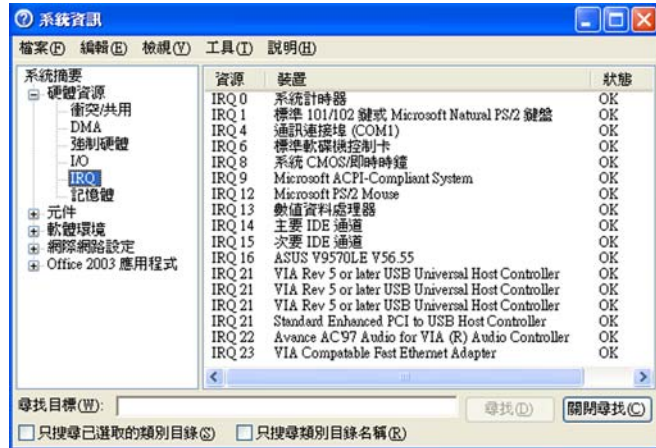 系統資訊
檔案(F) 編輯(E) 檢視(V) 工具(T) 說明(H)
系統摘要
硬體資源
衝突/共用
DMA
強制硬體
I/O
IRQ
記憶體
元件
軟體環境
網際網路設定
Office 2003 應用程式
資源 裝置 狀態
IRQ 0 系統計時器 OK
IRQ 1 標準 101/102 鍵或 Microsoft Natural PS/2 鍵盤 OK
IRQ 4 通訊連接埠 (COM1) OK
IRQ 6 標準軟碟機控制卡 OK
IRQ 8 系統 CMOS/即時時鐘 OK
IRQ 9 Microsoft ACPI-Compliant System OK
IRQ 12 Microsoft PS/2 Mouse OK
IRQ 13 數值資料處理器 OK
IRQ 14 主要 IDE 通道 OK
IRQ 15 次要 IDE 通道 OK
IRQ 16 ASUS V9570LE V56.55 OK
IRQ 21 VIA Rev 5 or later USB Universal Host Controller OK
IRQ 21 VIA Rev 5 or later USB Universal Host Controller OK
IRQ 21 VIA Rev 5 or later USB Universal Host Controller OK
IRQ 21 Standard Enhanced PCI to USB Host Controller OK
IRQ 22 Avance AC97 Audio for VIA (R) Audio Controller OK
IRQ 23 VIA Compatable Fast Ethernet Adapter OK
尋找目標(W): 尋找(D) 關閉尋找(C)
只搜尋已選取的類別目錄(S) 只搜尋類別目錄名稱(R)